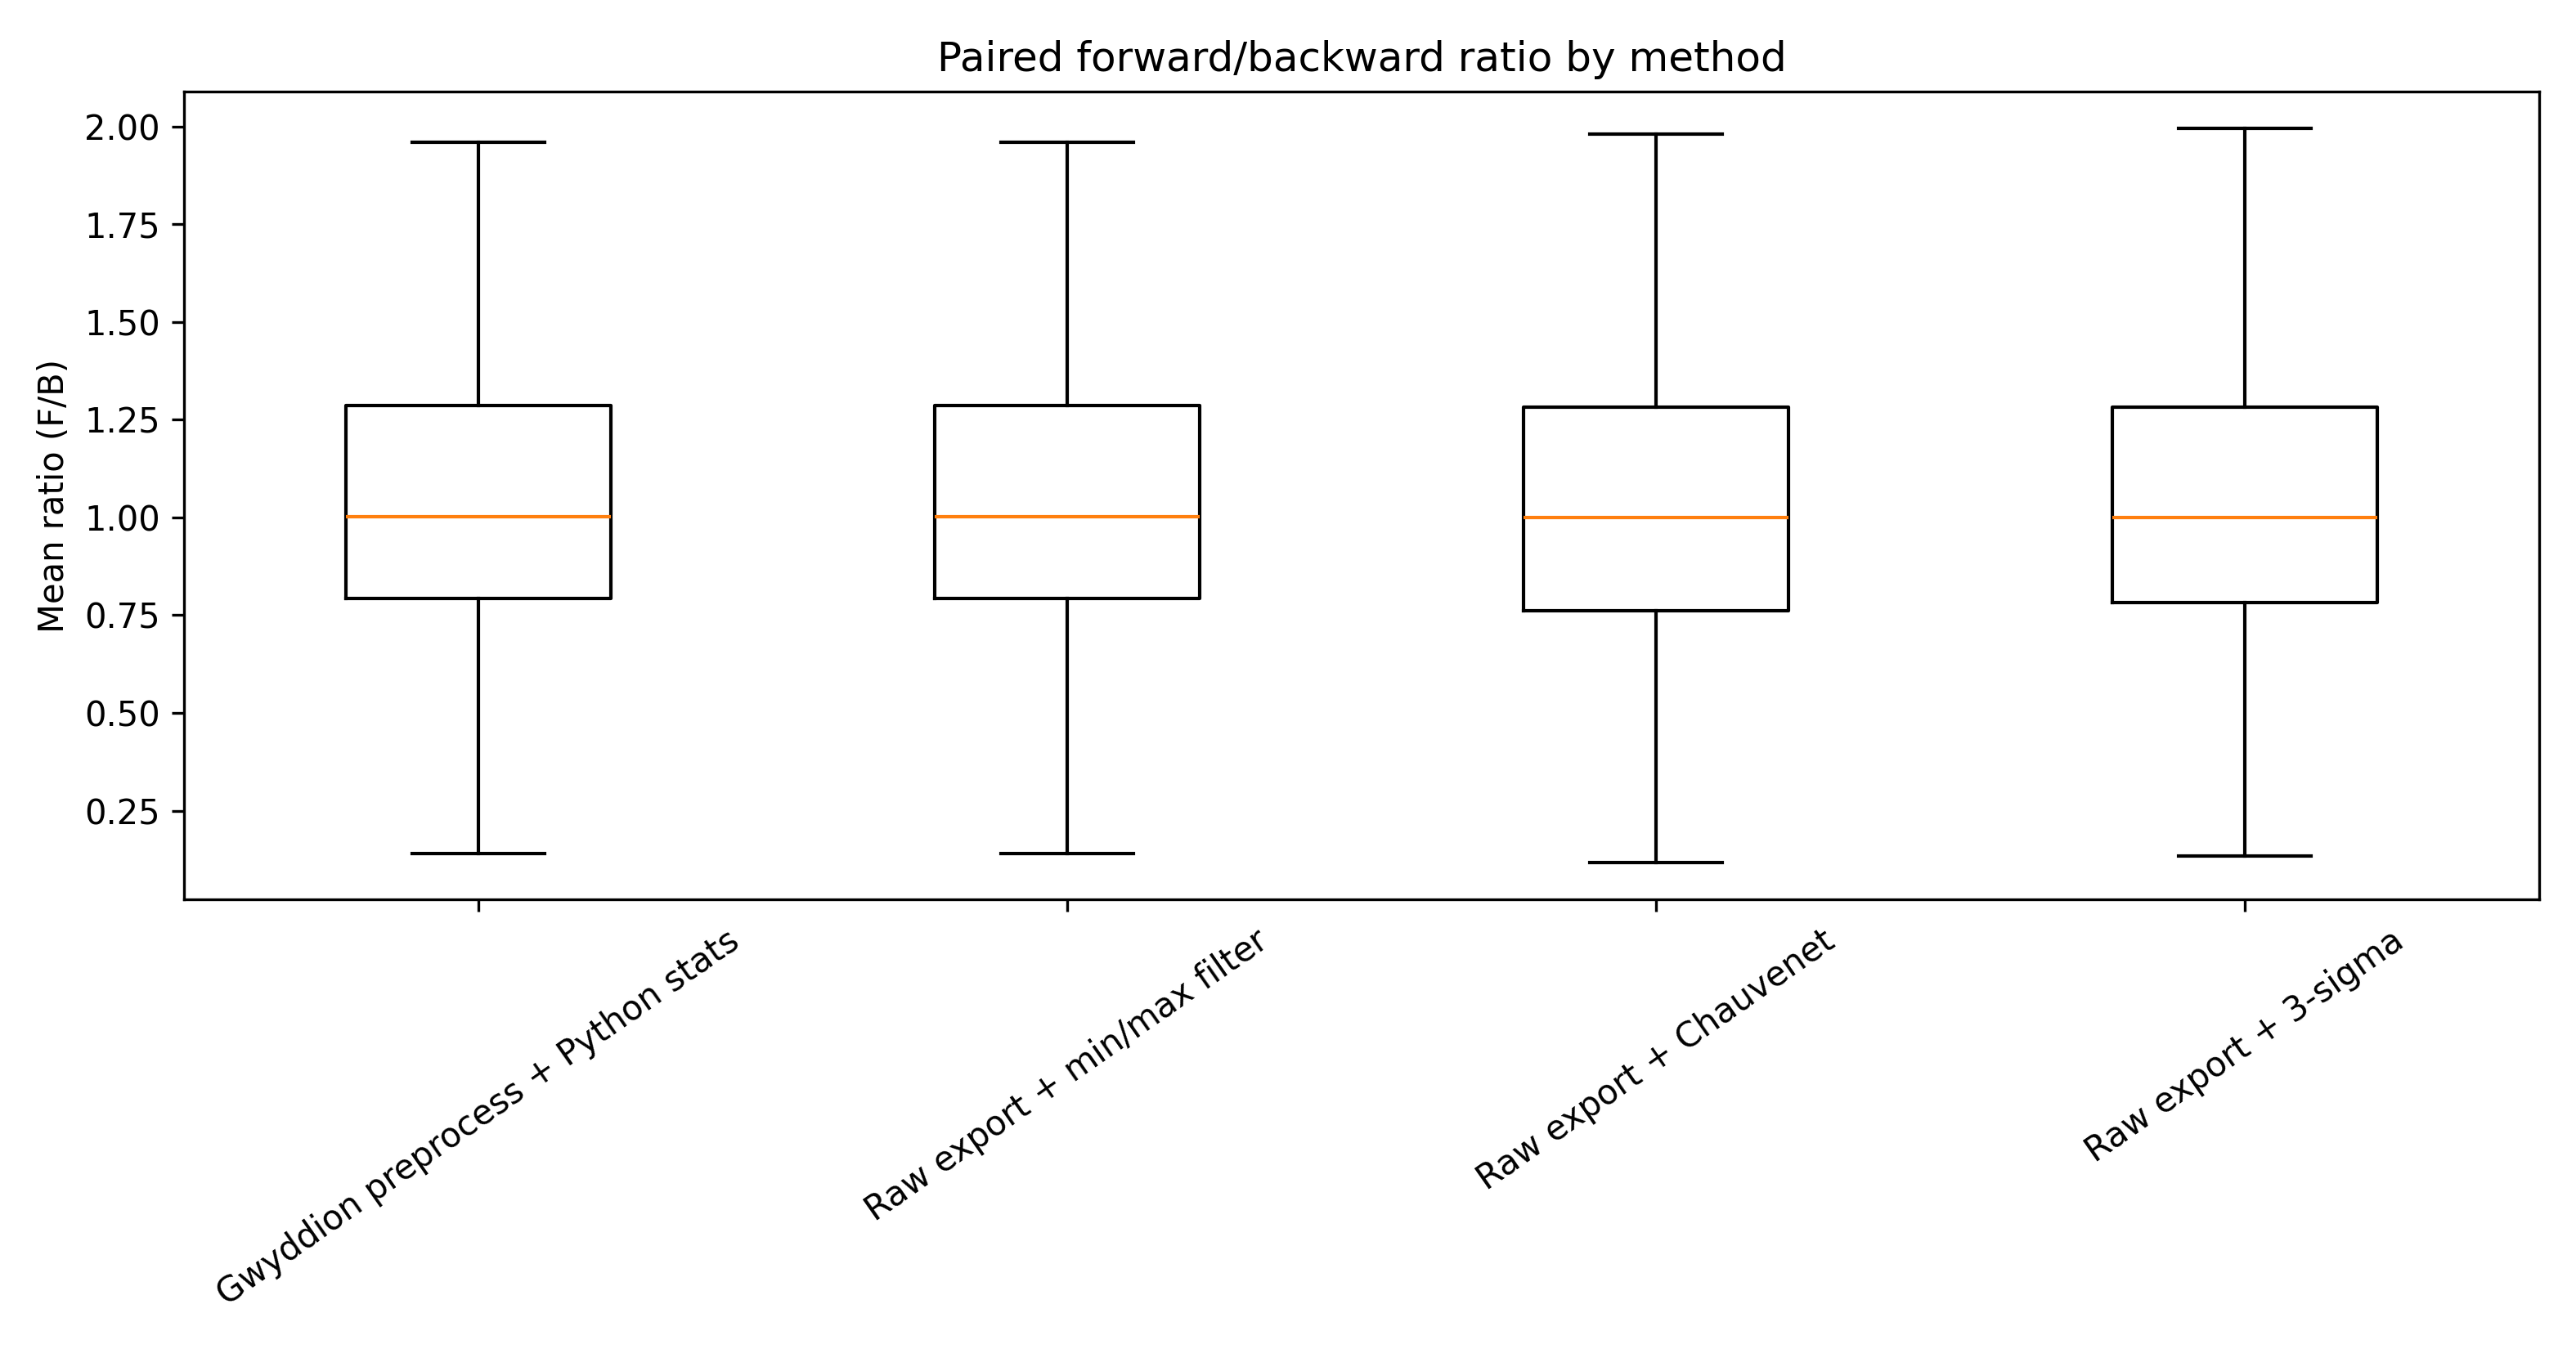 Paired forward/backward ratio by method
Mean ratio (F/B)
2.00
1.75
1.50
1.25
1.00
0.75
0.50
0.25
Gwyddion preprocess + Python stats
Raw export + min/max filter
Raw export + Chauvenet
Raw export + 3-sigma